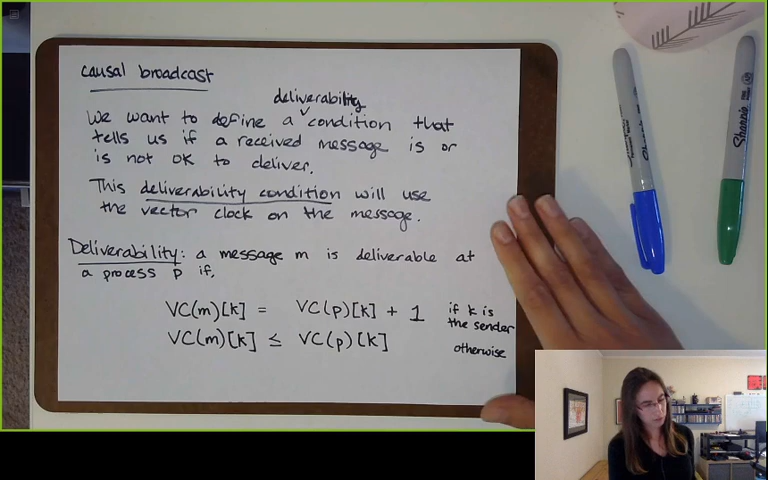 causal broadcast
deliverability
We want to define a condition that
tells us if a received message is or
is not OK to deliver.
This deliverability condition will use
the vector clock on the message.
Deliverability: a message m is deliverable at
a process p if,
VC(m)[k] = VC(p)[k] + 1 if k is the sender
VC(m)[k] ≤ VC(p)[k] otherwise
Sharpie